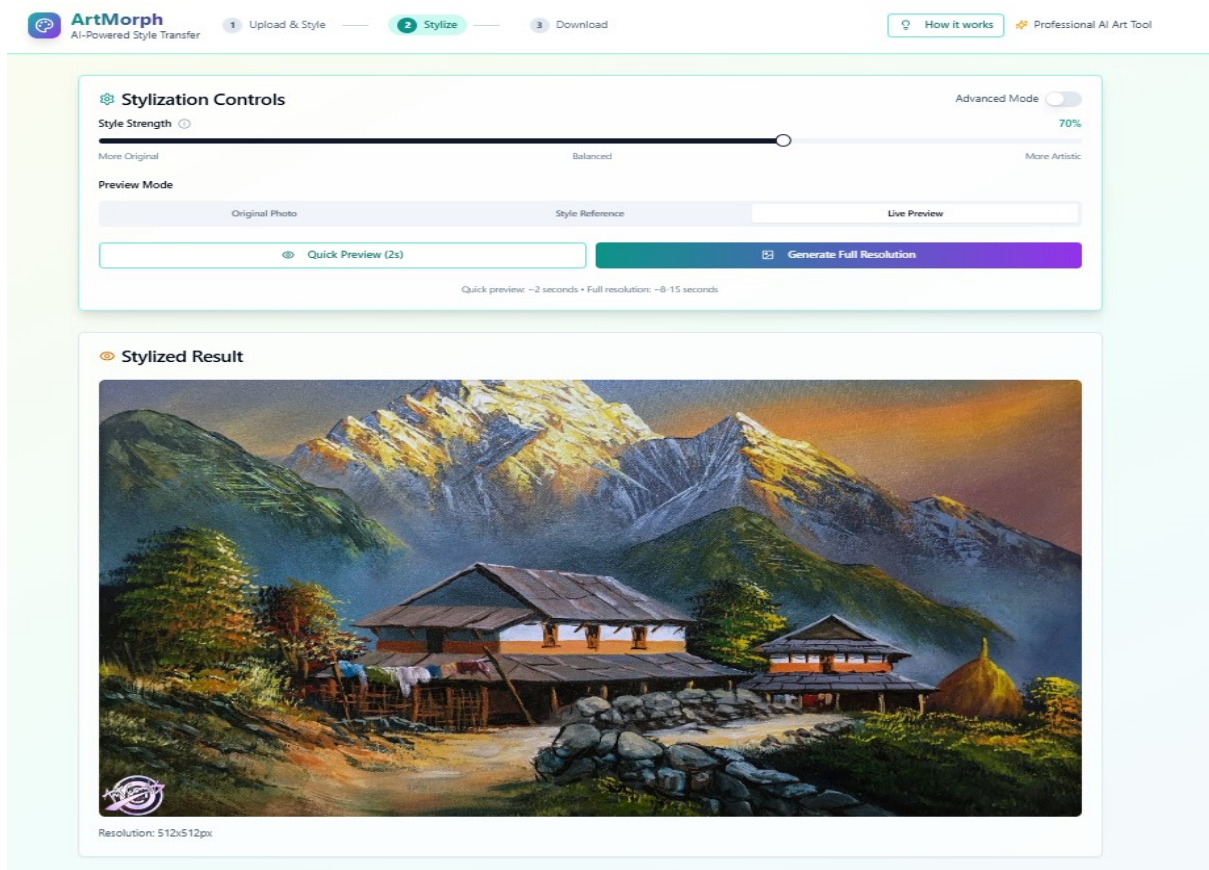 ArtMorph
AI-Powered Style Transfer
1 Upload & Style
2 Stylize
3 Download
How it works
Professional AI Art Tool
Stylization Controls
Advanced Mode
Style Strength
70%
More Original
Balanced
More Artistic
Preview Mode
Original Photo
Style Reference
Live Preview
Quick Preview (2s)
Generate Full Resolution
Quick preview: ~2 seconds • Full resolution: ~8-15 seconds
Stylized Result
Resolution: 512x512px